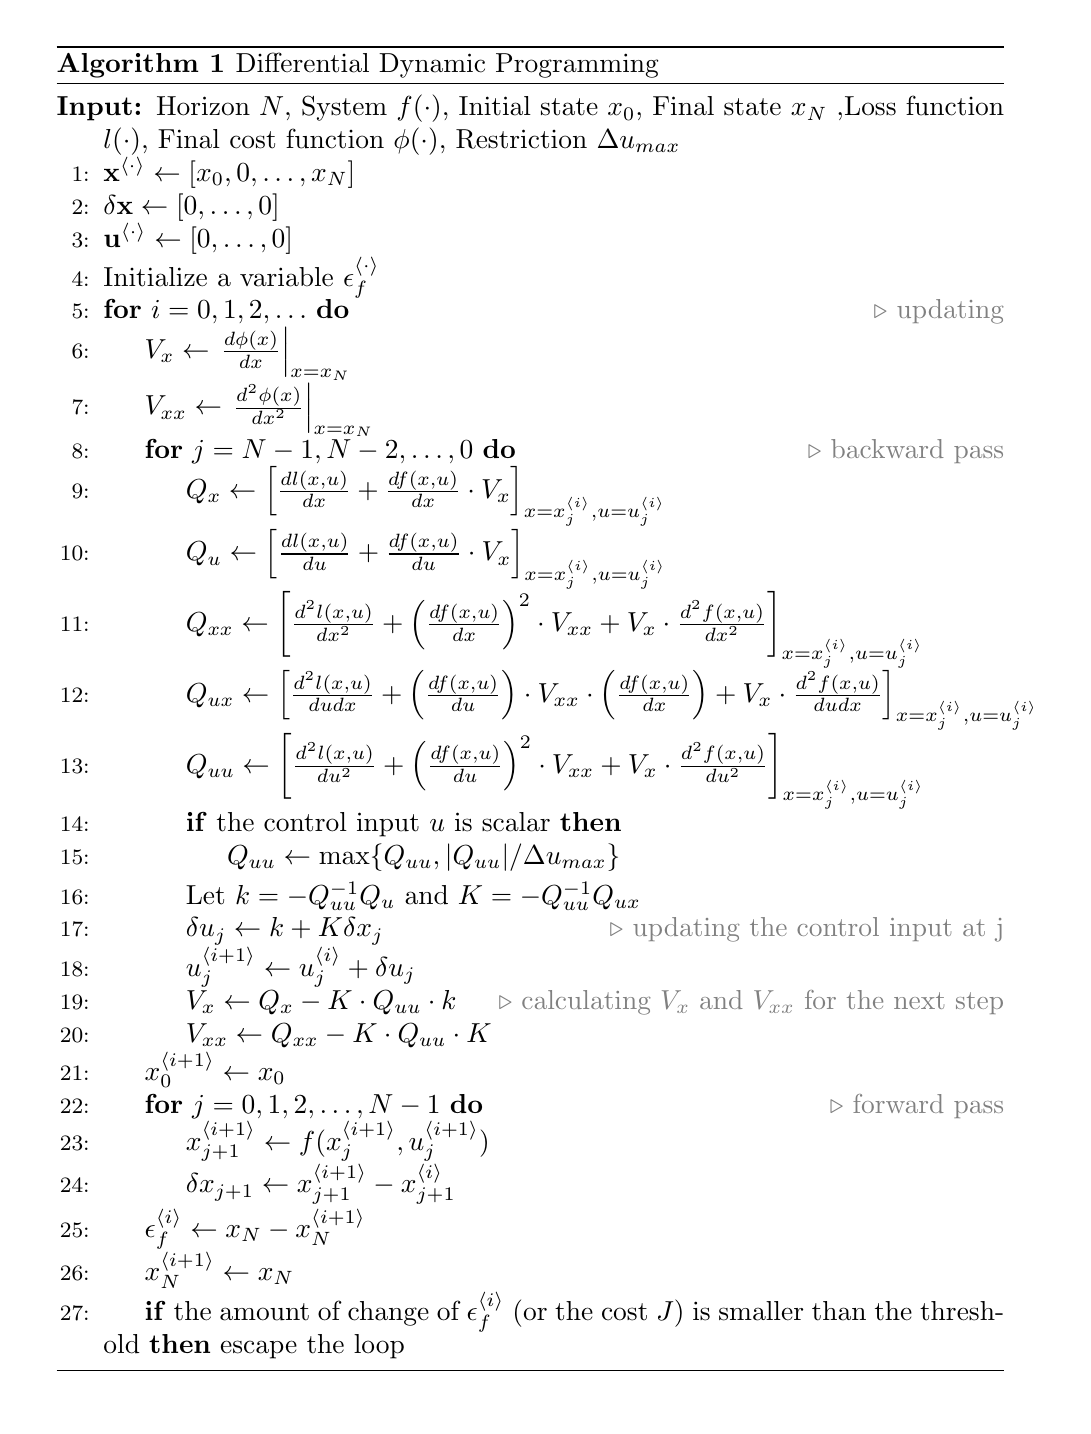 Algorithm 1 Differential Dynamic Programming
Input: Horizon $N$, System $f(\cdot)$, Initial state $x_0$, Final state $x_N$ ,Loss function
$l(\cdot)$, Final cost function $\phi(\cdot)$, Restriction $\Delta u_{max}$
1: $\mathbf{x}^{\langle\cdot\rangle} \leftarrow [x_0, 0, \ldots, x_N]$
2: $\delta\mathbf{x} \leftarrow [0, \ldots, 0]$
3: $\mathbf{u}^{\langle\cdot\rangle} \leftarrow [0, \ldots, 0]$
4: Initialize a variable $\epsilon_f^{\langle\cdot\rangle}$
5: for $i = 0, 1, 2, \ldots$ do ▷ updating
6: $V_x \leftarrow \left.\frac{d\phi(x)}{dx}\right|_{x=x_N}$
7: $V_{xx} \leftarrow \left.\frac{d^2\phi(x)}{dx^2}\right|_{x=x_N}$
8: for $j = N-1, N-2, \ldots, 0$ do ▷ backward pass
9: $Q_x \leftarrow \left[\frac{dl(x,u)}{dx} + \frac{df(x,u)}{dx} \cdot V_x\right]_{x=x_j^{\langle i\rangle}, u=u_j^{\langle i\rangle}}$
10: $Q_u \leftarrow \left[\frac{dl(x,u)}{du} + \frac{df(x,u)}{du} \cdot V_x\right]_{x=x_j^{\langle i\rangle}, u=u_j^{\langle i\rangle}}$
11: $Q_{xx} \leftarrow \left[\frac{d^2l(x,u)}{dx^2} + \left(\frac{df(x,u)}{dx}\right)^2 \cdot V_{xx} + V_x \cdot \frac{d^2f(x,u)}{dx^2}\right]_{x=x_j^{\langle i\rangle}, u=u_j^{\langle i\rangle}}$
12: $Q_{ux} \leftarrow \left[\frac{d^2l(x,u)}{dudx} + \left(\frac{df(x,u)}{du}\right) \cdot V_{xx} \cdot \left(\frac{df(x,u)}{dx}\right) + V_x \cdot \frac{d^2f(x,u)}{dudx}\right]_{x=x_j^{\langle i\rangle}, u=u_j^{\langle i\rangle}}$
13: $Q_{uu} \leftarrow \left[\frac{d^2l(x,u)}{du^2} + \left(\frac{df(x,u)}{du}\right)^2 \cdot V_{xx} + V_x \cdot \frac{d^2f(x,u)}{du^2}\right]_{x=x_j^{\langle i\rangle}, u=u_j^{\langle i\rangle}}$
14: if the control input $u$ is scalar then
15: $Q_{uu} \leftarrow \max\{Q_{uu}, |Q_{uu}|/\Delta u_{max}\}$
16: Let $k = -Q_{uu}^{-1}Q_u$ and $K = -Q_{uu}^{-1}Q_{ux}$
17: $\delta u_j \leftarrow k + K\delta x_j$ ▷ updating the control input at j
18: $u_j^{\langle i+1\rangle} \leftarrow u_j^{\langle i\rangle} + \delta u_j$
19: $V_x \leftarrow Q_x - K \cdot Q_{uu} \cdot k$ ▷ calculating $V_x$ and $V_{xx}$ for the next step
20: $V_{xx} \leftarrow Q_{xx} - K \cdot Q_{uu} \cdot K$
21: $x_0^{\langle i+1\rangle} \leftarrow x_0$
22: for $j = 0, 1, 2, \ldots, N-1$ do ▷ forward pass
23: $x_{j+1}^{\langle i+1\rangle} \leftarrow f(x_j^{\langle i+1\rangle}, u_j^{\langle i+1\rangle})$
24: $\delta x_{j+1} \leftarrow x_{j+1}^{\langle i+1\rangle} - x_{j+1}^{\langle i\rangle}$
25: $\epsilon_f^{\langle i\rangle} \leftarrow x_N - x_N^{\langle i+1\rangle}$
26: $x_N^{\langle i+1\rangle} \leftarrow x_N$
27: if the amount of change of $\epsilon_f^{\langle i\rangle}$ (or the cost $J$) is smaller than the thresh-
old then escape the loop